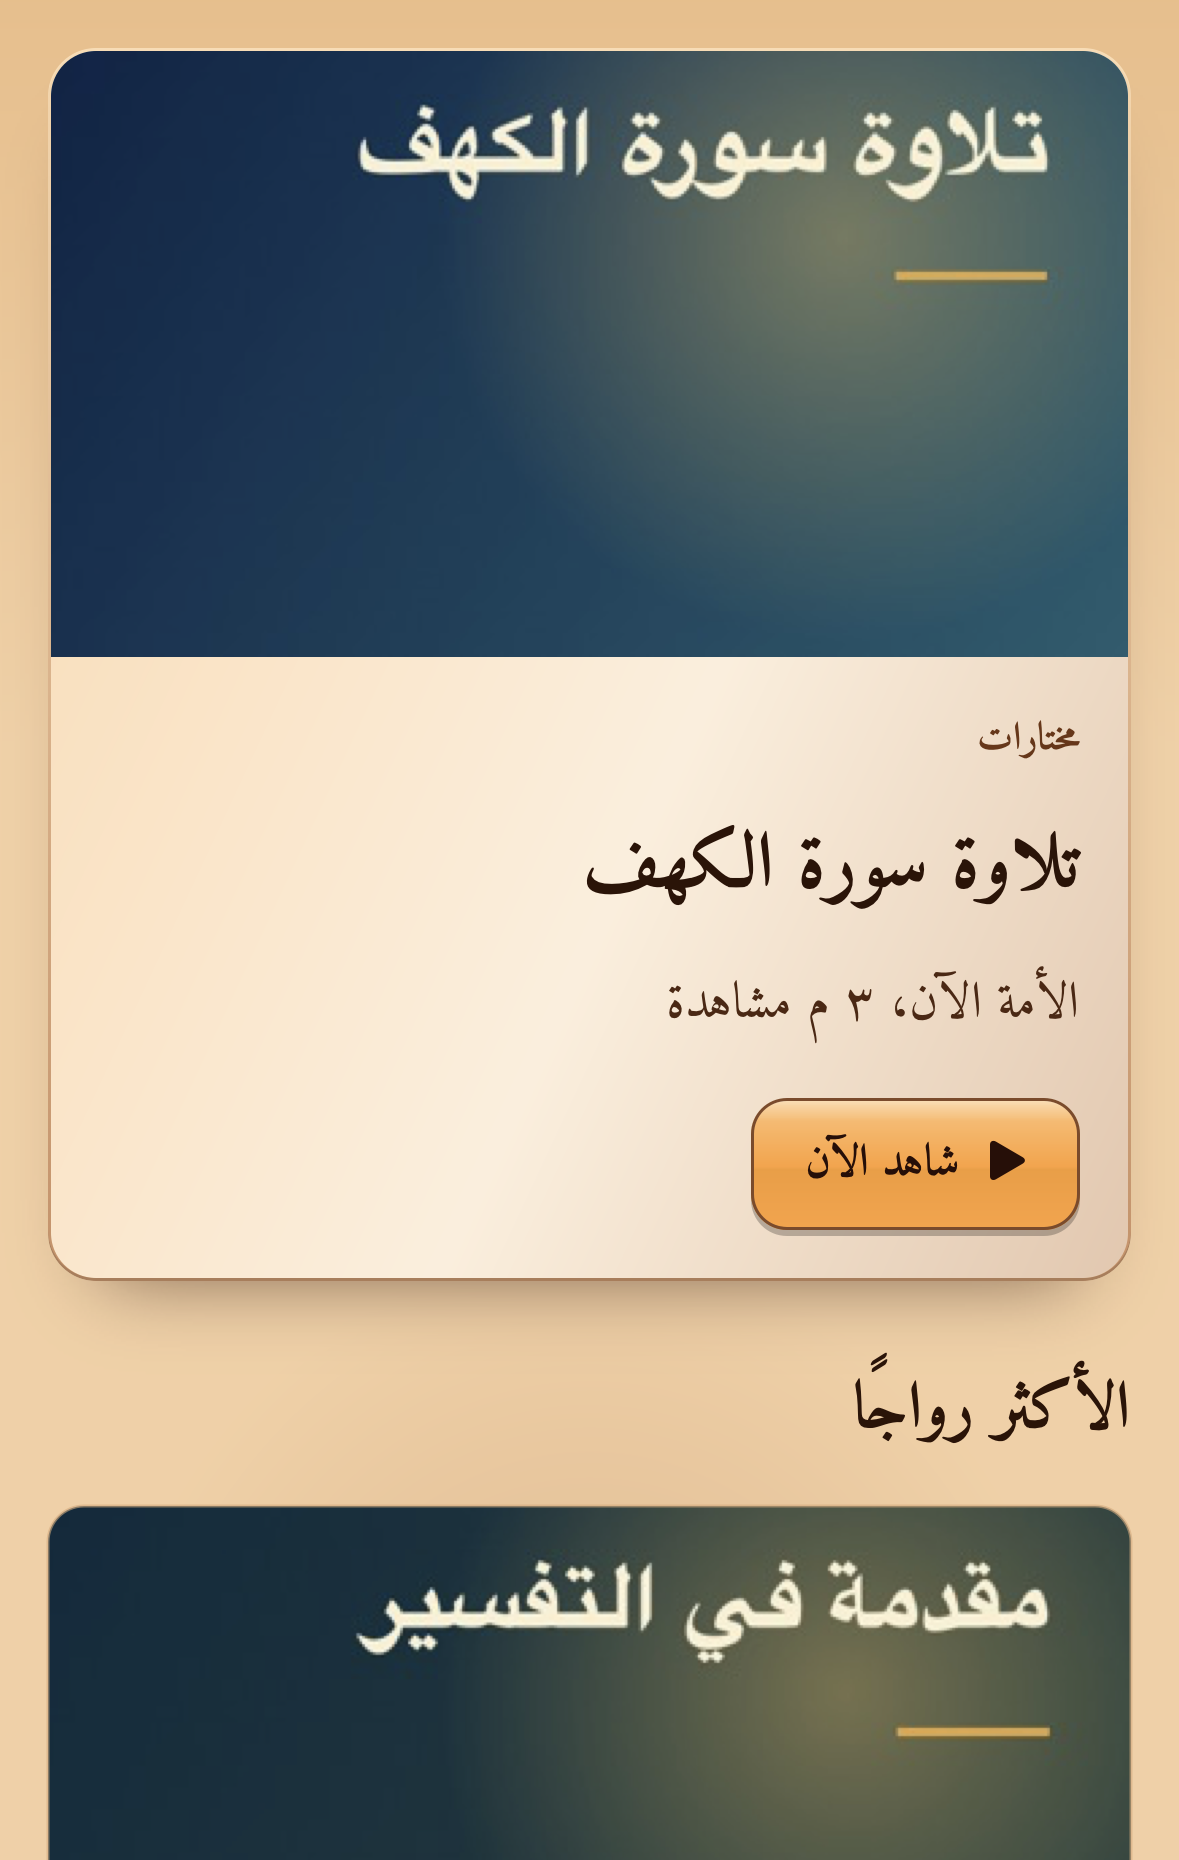 تلاوة سورة الكهف
مختارات
تلاوة سورة الكهف
الأمة الآن، ٣ م مشاهدة
شاهد الآن
الأكثر رواجًا
مقدمة في التفسير